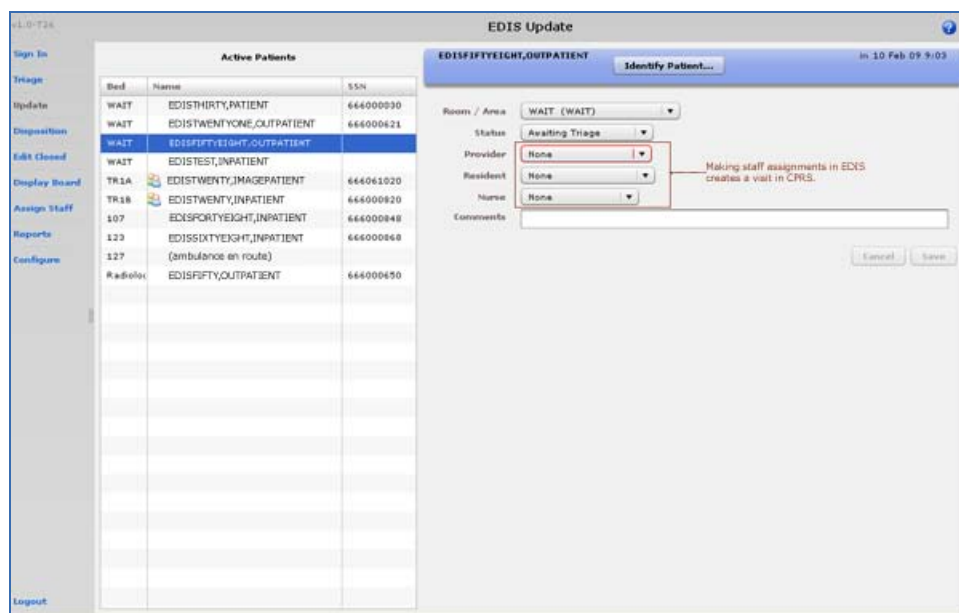 v1.0-T26
EDIS Update
Sign In
Triage
Update
Disposition
Edit Closed
Display Board
Assign Staff
Reports
Configure
Logout
Active Patients
Bed Name SSN
WAIT EDISTHIRTY,PATIENT 666000030
WAIT EDISTWENTYONE,OUTPATIENT 666000621
WAIT EDISFIFTYEIGHT,OUTPATIENT
WAIT EDISTEST,INPATIENT
TR1A EDISTWENTY,IMAGEPATIENT 666061020
TR1B EDISTWENTY,INPATIENT 666000820
107 EDISFORTYEIGHT,INPATIENT 666000848
123 EDISSIXTYEIGHT,INPATIENT 666000868
127 (ambulance en route)
Radioloc EDISFIFTY,OUTPATIENT 666000650
EDISFIFTYEIGHT,OUTPATIENT
Identify Patient...
in 10 Feb 09 9:03
Room / Area WAIT (WAIT)
Status Awaiting Triage
Provider None
Resident None
Nurse None
Making staff assignments in EDIS
creates a visit in CPRS.
Comments
Cancel Save